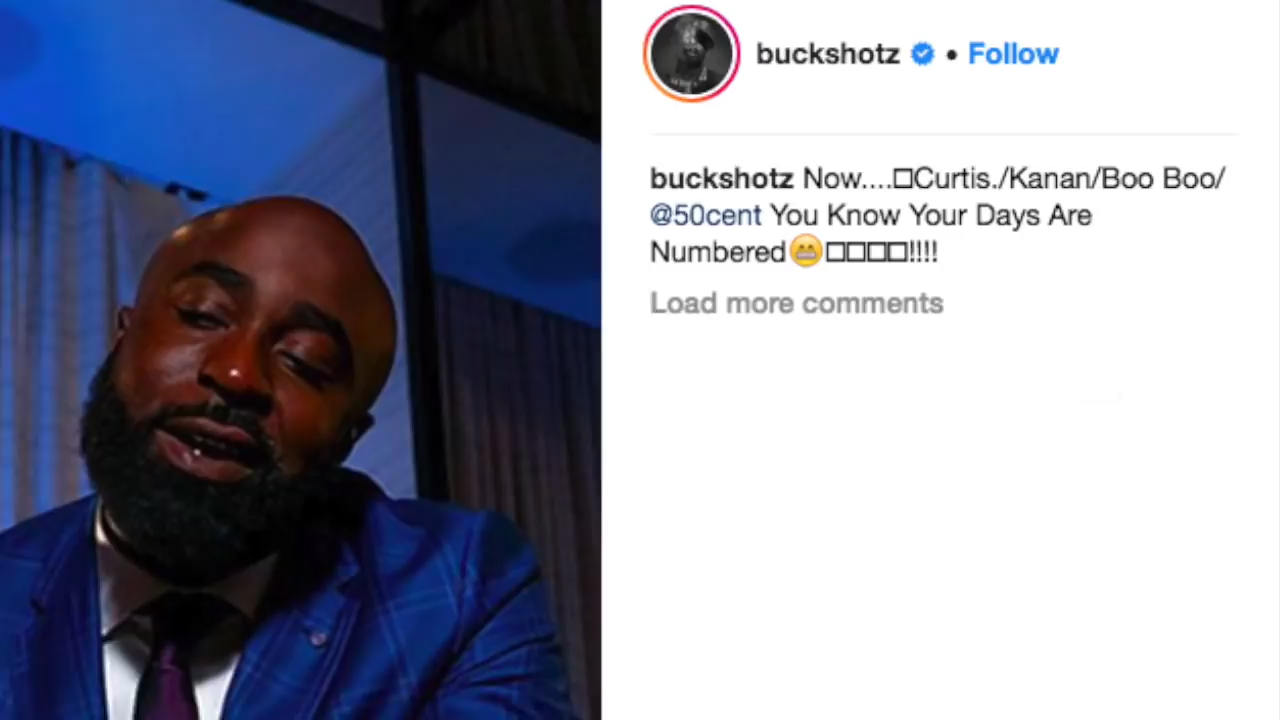 buckshotz • Follow
buckshotz Now....□Curtis./Kanan/Boo Boo/
@50cent You Know Your Days Are
Numbered😬□□□□!!!!
Load more comments